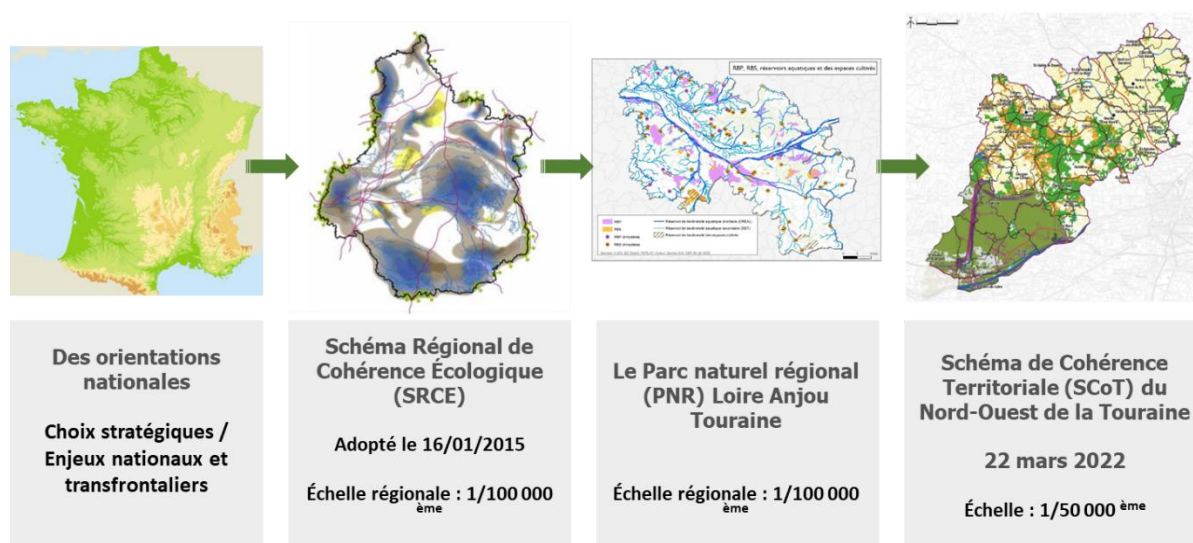 RBP, RBS, réservoirs aquatiques et des espaces cultivés
RBP
RBS
Des orientations
nationales
Choix stratégiques /
Enjeux nationaux et
transfrontaliers
Schéma Régional de
Cohérence Écologique
(SRCE)
Adopté le 16/01/2015
Échelle régionale : 1/100 000
ème
Le Parc naturel régional
(PNR) Loire Anjou
Touraine
Échelle régionale : 1/100 000
ème
Schéma de Cohérence
Territoriale (SCoT) du
Nord-Ouest de la Touraine
22 mars 2022
Échelle : 1/50 000 ème